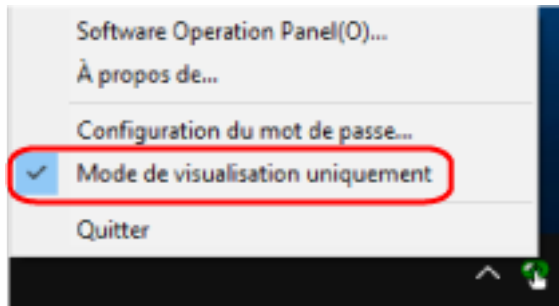 Software Operation Panel(O)...
À propos de...
Configuration du mot de passe...
Mode de visualisation uniquement
Quitter